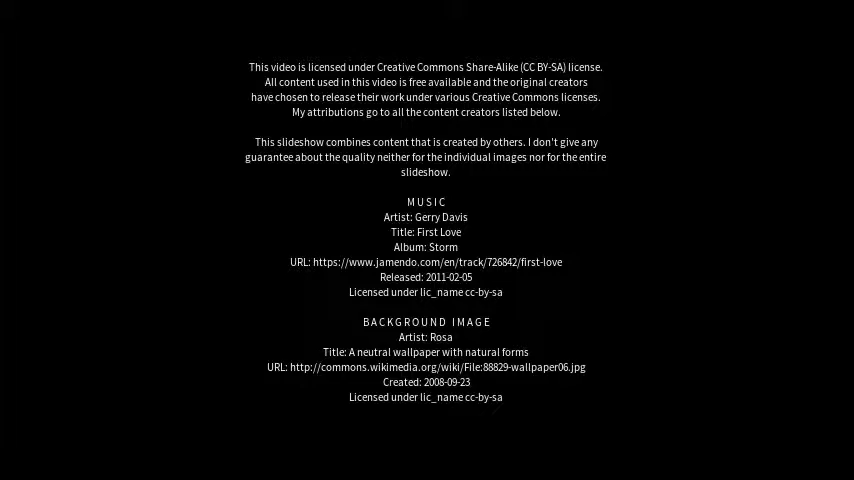 This video is licensed under Creative Commons Share-Alike (CC BY-SA) license.
All content used in this video is free available and the original creators
have chosen to release their work under various Creative Commons licenses.
My attributions go to all the content creators listed below.
This slideshow combines content that is created by others. I don't give any
guarantee about the quality neither for the individual images nor for the entire
slideshow.
MUSIC
Artist: Gerry Davis
Title: First Love
Album: Storm
URL: https://www.jamendo.com/en/track/726842/first-love
Released: 2011-02-05
Licensed under lic_name cc-by-sa
BACKGROUND IMAGE
Artist: Rosa
Title: A neutral wallpaper with natural forms
URL: http://commons.wikimedia.org/wiki/File:88829-wallpaper06.jpg
Created: 2008-09-23
Licensed under lic_name cc-by-sa